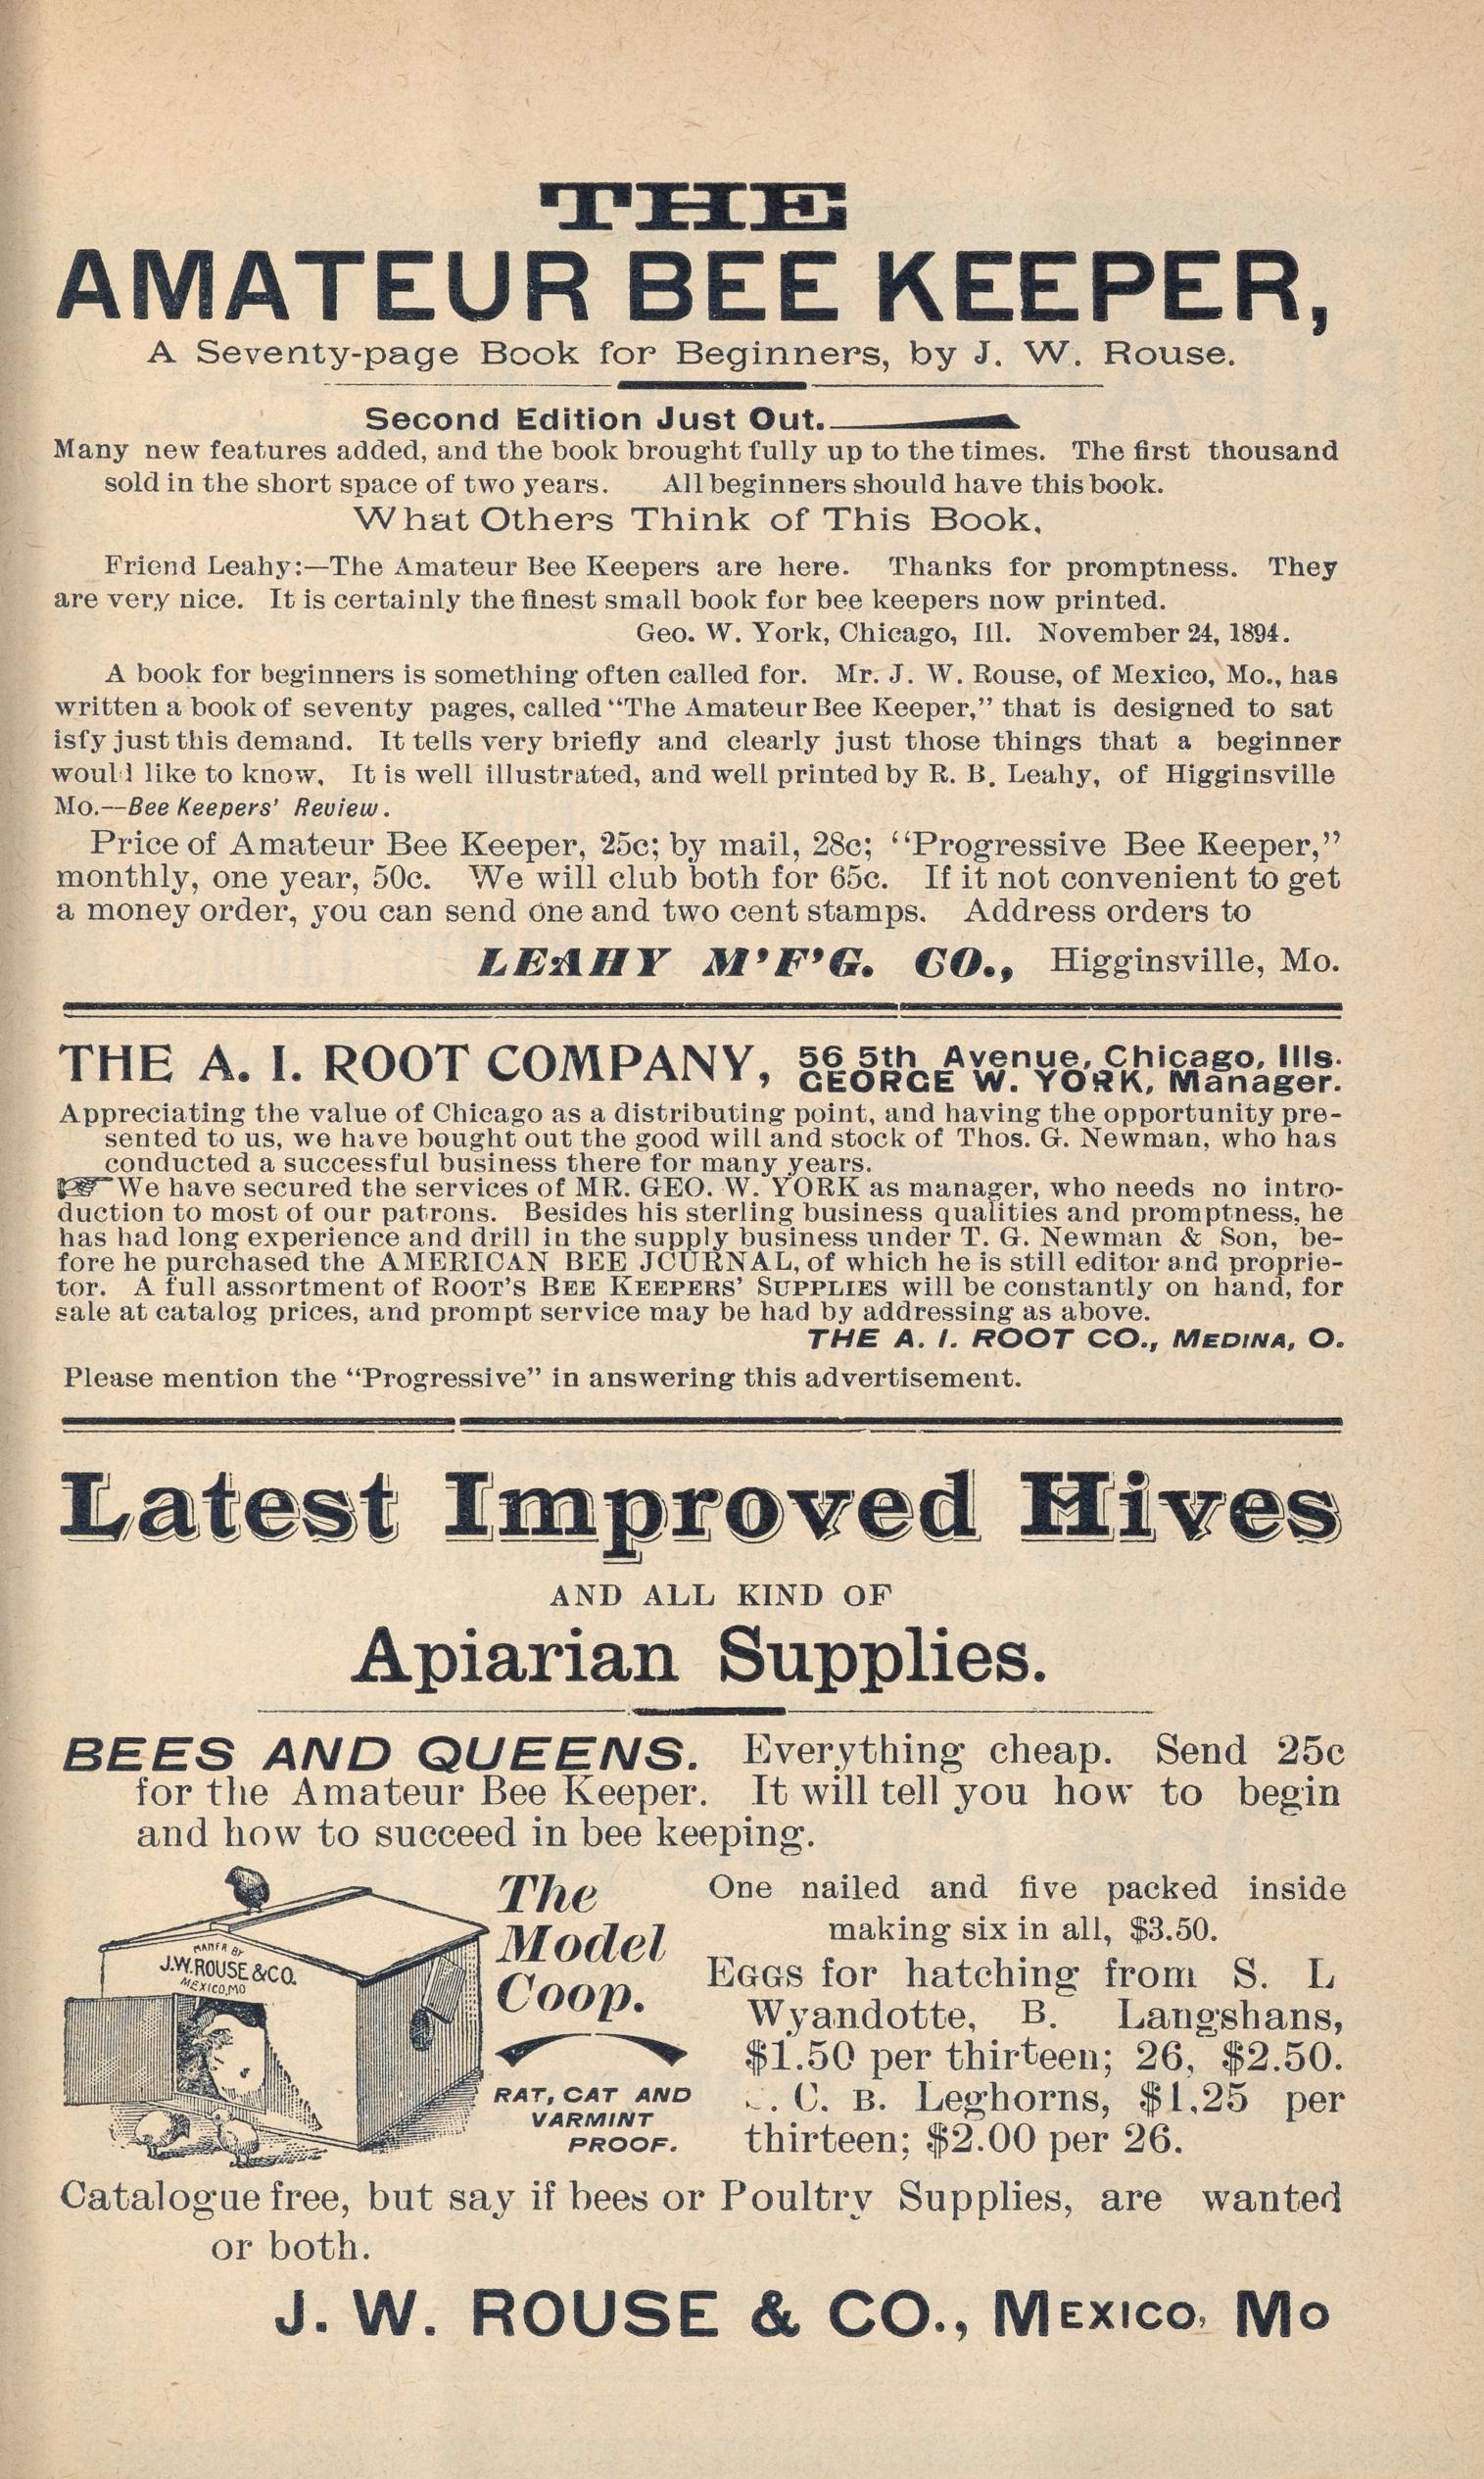 THE
AMATEUR BEE KEEPER,
A Seventy-page Book for Beginners, by J. W. Rouse.
Second Edition Just Out.
Many new features added, and the book brought fully up to the times. The first thousand
sold in the short space of two years. All beginners should have this book.
What Others Think of This Book.
Friend Leahy:—The Amateur Bee Keepers are here. Thanks for promptness. They
are very nice. It is certainly the finest small book for bee keepers now printed.
Geo. W. York, Chicago, Ill. November 24, 1894.
A book for beginners is something often called for. Mr. J. W. Rouse, of Mexico, Mo., has
written a book of seventy pages, called "The Amateur Bee Keeper," that is designed to sat
isfy just this demand. It tells very briefly and clearly just those things that a beginner
would like to know, It is well illustrated, and well printed by R. B. Leahy, of Higginsville
Mo.—Bee Keepers' Review.
Price of Amateur Bee Keeper, 25c; by mail, 28c; "Progressive Bee Keeper,"
monthly, one year, 50c. We will club both for 65c. If it not convenient to get
a money order, you can send one and two cent stamps. Address orders to
LEAHY M'F'G. CO., Higginsville, Mo.
THE A. I. ROOT COMPANY, 56 5th Avenue, Chicago, Ills.
GEORGE W. YORK, Manager.
Appreciating the value of Chicago as a distributing point, and having the opportunity pre-
sented to us, we have bought out the good will and stock of Thos. G. Newman, who has
conducted a successful business there for many years.
☞We have secured the services of MR. GEO. W. YORK as manager, who needs no intro-
duction to most of our patrons. Besides his sterling business qualities and promptness, he
has had long experience and drill in the supply business under T. G. Newman & Son, be-
fore he purchased the AMERICAN BEE JOURNAL, of which he is still editor and proprie-
tor. A full assortment of ROOT'S BEE KEEPERS' SUPPLIES will be constantly on hand, for
sale at catalog prices, and prompt service may be had by addressing as above.
THE A. I. ROOT CO., MEDINA, O.
Please mention the "Progressive" in answering this advertisement.
Latest Improved Hives
AND ALL KIND OF
Apiarian Supplies.
BEES AND QUEENS. Everything cheap. Send 25c
for the Amateur Bee Keeper. It will tell you how to begin
and how to succeed in bee keeping.
MANFR BY
J.W.ROUSE &CO.
MEXICO,MO
The
Model
Coop.
RAT, CAT AND
VARMINT
PROOF.
One nailed and five packed inside
making six in all, $3.50.
EGGS for hatching from S. L
Wyandotte, B. Langshans,
$1.50 per thirteen; 26, $2.50.
. C. B. Leghorns, $1.25 per
thirteen; $2.00 per 26.
Catalogue free, but say if bees or Poultry Supplies, are wanted
or both.
J. W. ROUSE & CO., MEXICO, MO